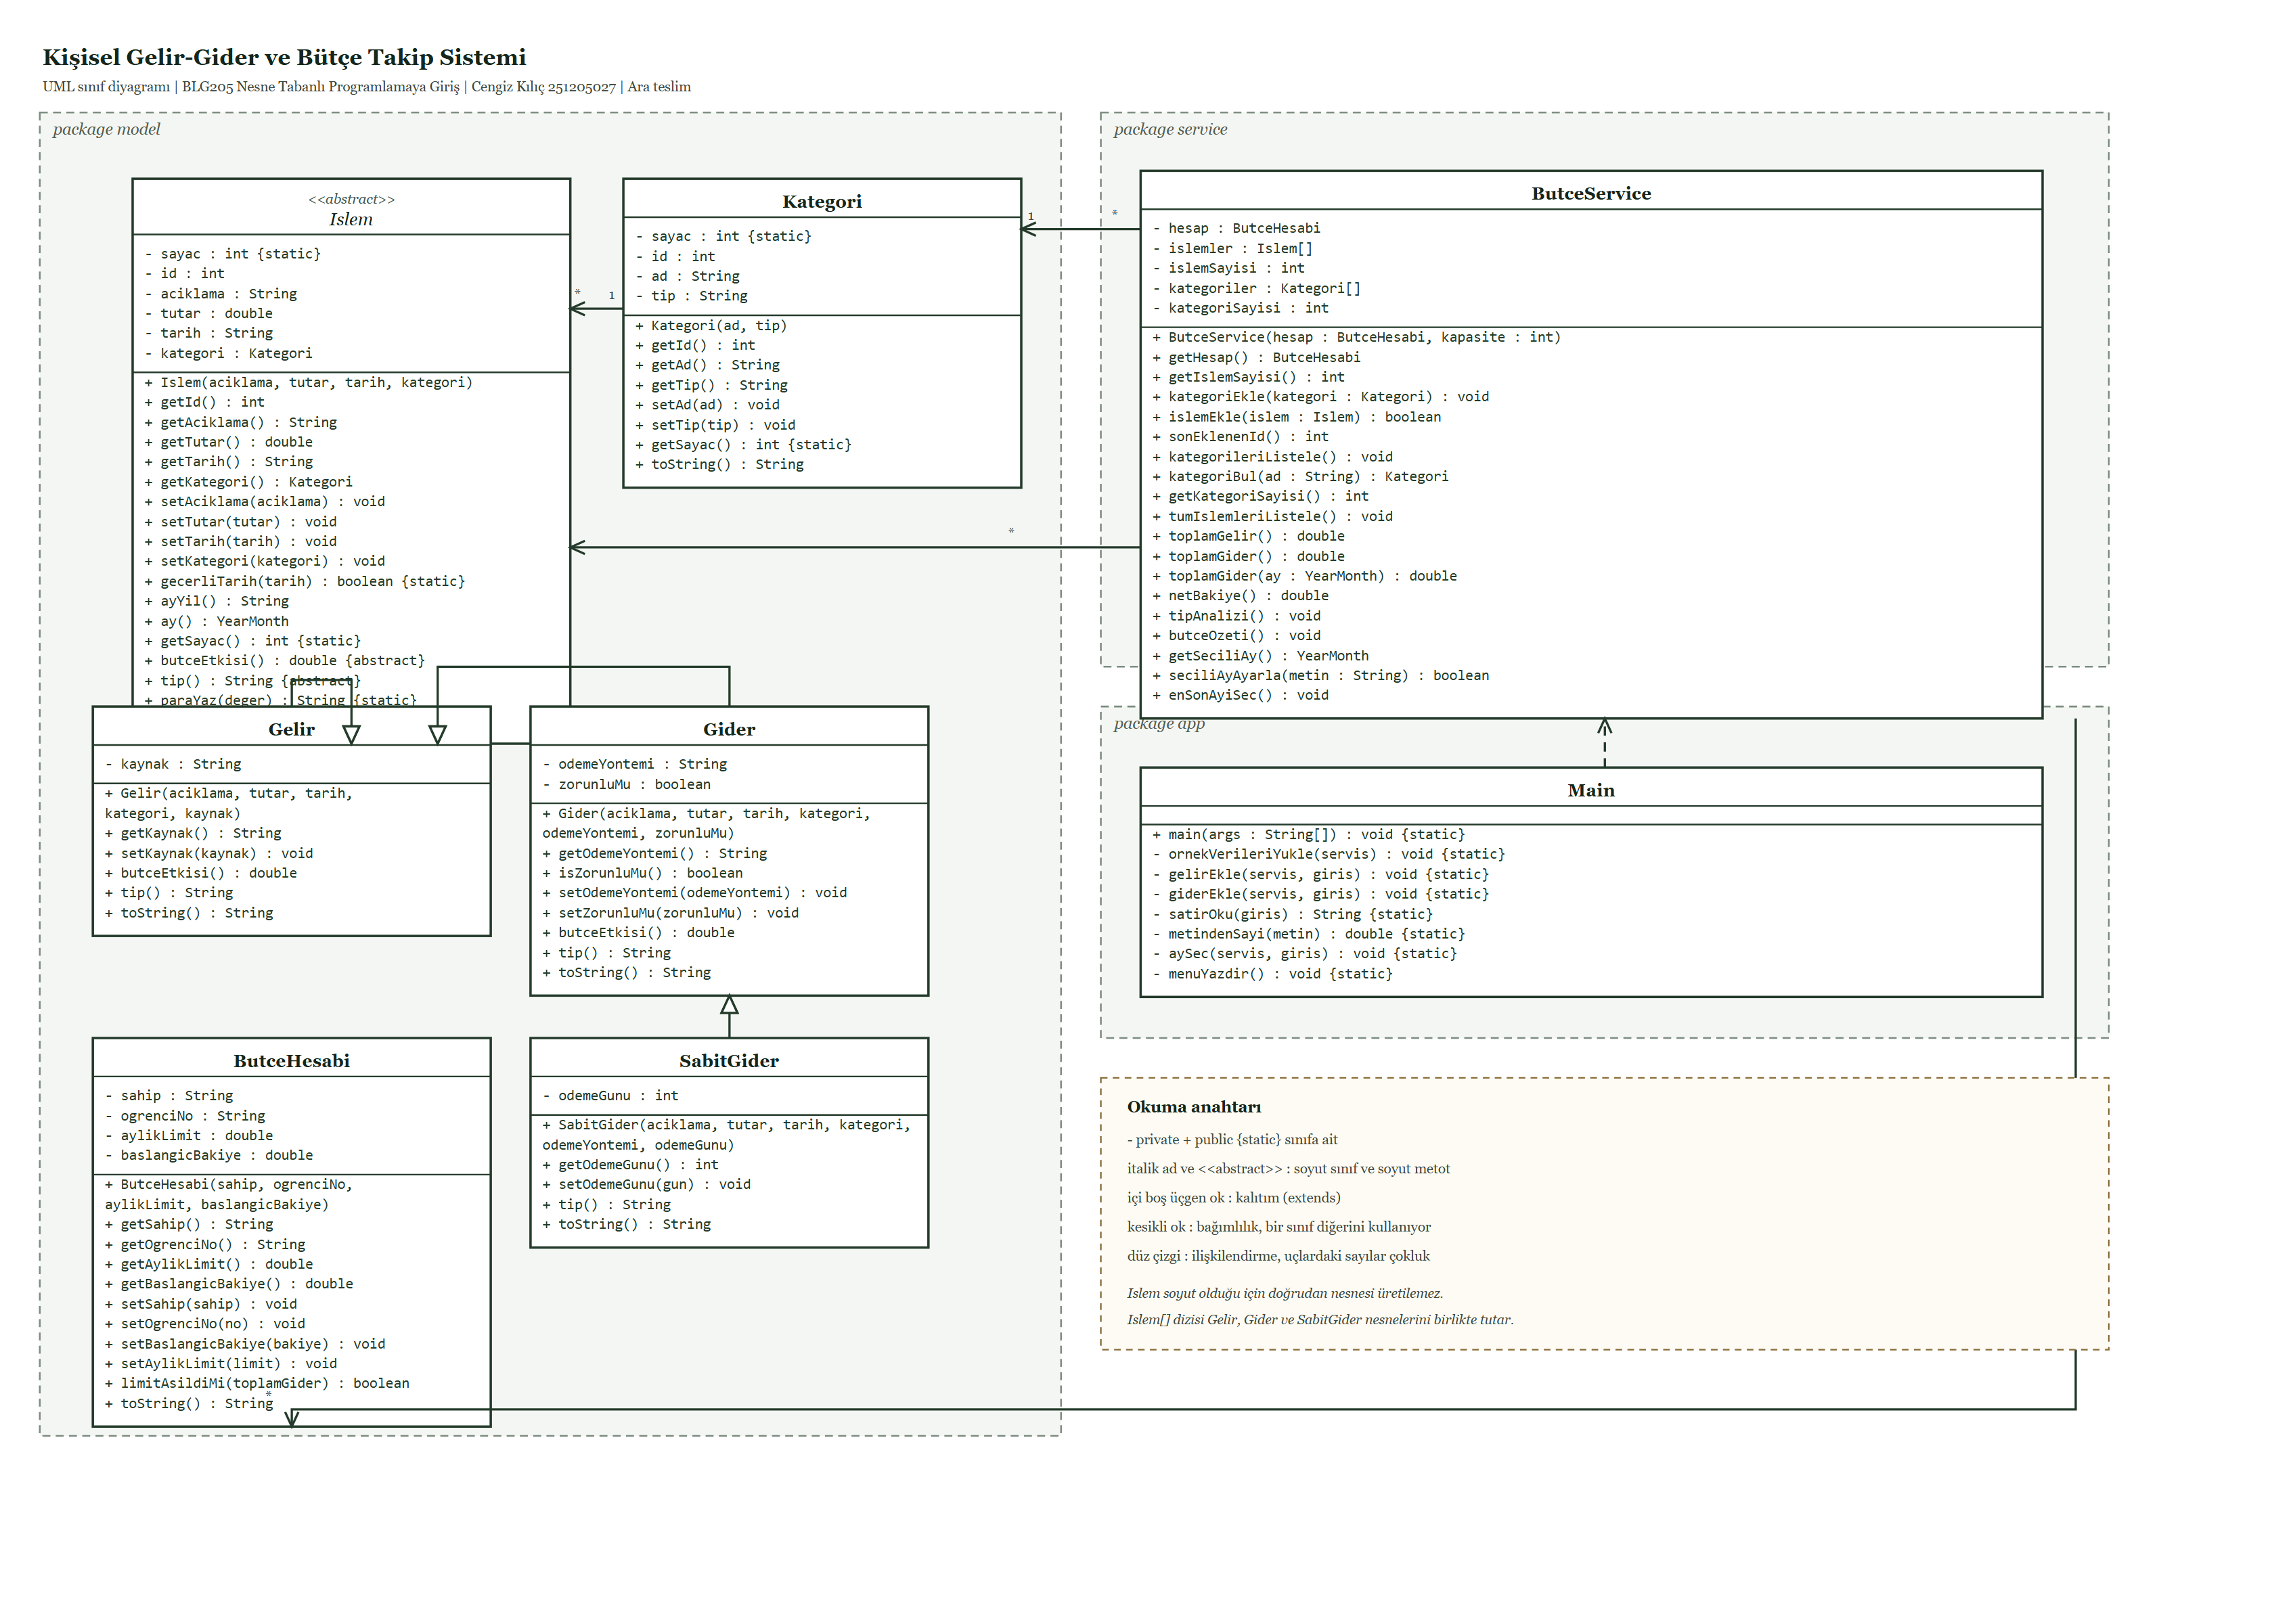 Kişisel Gelir-Gider ve Bütçe Takip Sistemi
UML sınıf diyagramı | BLG205 Nesne Tabanlı Programlamaya Giriş | Cengiz Kılıç 251205027 | Ara teslim
package model
<<abstract>>
Islem
- sayac : int {static}
- id : int
- aciklama : String
- tutar : double
- tarih : String
- kategori : Kategori
+ Islem(aciklama, tutar, tarih, kategori)
+ getId() : int
+ getAciklama() : String
+ getTutar() : double
+ getTarih() : String
+ getKategori() : Kategori
+ setAciklama(aciklama) : void
+ setTutar(tutar) : void
+ setTarih(tarih) : void
+ setKategori(kategori) : void
+ gecerliTarih(tarih) : boolean {static}
+ ayYil() : String
+ ay() : YearMonth
+ getSayac() : int {static}
+ butceEtkisi() : double {abstract}
+ tip() : String {abstract}
+ paraYaz(deger) : String {static}
* 1
Kategori
- sayac : int {static}
- id : int
- ad : String
- tip : String
+ Kategori(ad, tip)
+ getId() : int
+ getAd() : String
+ getTip() : String
+ setAd(ad) : void
+ setTip(tip) : void
+ getSayac() : int {static}
+ toString() : String
1 *
*
Gelir
- kaynak : String
+ Gelir(aciklama, tutar, tarih,
kategori, kaynak)
+ getKaynak() : String
+ setKaynak(kaynak) : void
+ butceEtkisi() : double
+ tip() : String
+ toString() : String
Gider
- odemeYontemi : String
- zorunluMu : boolean
+ Gider(aciklama, tutar, tarih, kategori,
odemeYontemi, zorunluMu)
+ getOdemeYontemi() : String
+ isZorunluMu() : boolean
+ setOdemeYontemi(odemeYontemi) : void
+ setZorunluMu(zorunluMu) : void
+ butceEtkisi() : double
+ tip() : String
+ toString() : String
ButceHesabi
- sahip : String
- ogrenciNo : String
- aylikLimit : double
- baslangicBakiye : double
+ ButceHesabi(sahip, ogrenciNo,
aylikLimit, baslangicBakiye)
+ getSahip() : String
+ getOgrenciNo() : String
+ getAylikLimit() : double
+ getBaslangicBakiye() : double
+ setSahip(sahip) : void
+ setOgrenciNo(no) : void
+ setBaslangicBakiye(bakiye) : void
+ setAylikLimit(limit) : void
+ limitAsildiMi(toplamGider) : boolean
*
+ toString() : String
SabitGider
- odemeGunu : int
+ SabitGider(aciklama, tutar, tarih, kategori,
odemeYontemi, odemeGunu)
+ getOdemeGunu() : int
+ setOdemeGunu(gun) : void
+ tip() : String
+ toString() : String
package service
ButceService
- hesap : ButceHesabi
- islemler : Islem[]
- islemSayisi : int
- kategoriler : Kategori[]
- kategoriSayisi : int
+ ButceService(hesap : ButceHesabi, kapasite : int)
+ getHesap() : ButceHesabi
+ getIslemSayisi() : int
+ kategoriEkle(kategori : Kategori) : void
+ islemEkle(islem : Islem) : boolean
+ sonEklenenId() : int
+ kategorileriListele() : void
+ kategoriBul(ad : String) : Kategori
+ getKategoriSayisi() : int
+ tumIslemleriListele() : void
+ toplamGelir() : double
+ toplamGider() : double
+ toplamGider(ay : YearMonth) : double
+ netBakiye() : double
+ tipAnalizi() : void
+ butceOzeti() : void
+ getSeciliAy() : YearMonth
+ seciliAyAyarla(metin : String) : boolean
+ enSonAyiSec() : void
package app
Main
+ main(args : String[]) : void {static}
- ornekVerileriYukle(servis) : void {static}
- gelirEkle(servis, giris) : void {static}
- giderEkle(servis, giris) : void {static}
- satirOku(giris) : String {static}
- metindenSayi(metin) : double {static}
- aySec(servis, giris) : void {static}
- menuYazdir() : void {static}
Okuma anahtarı
- private + public {static} sınıfa ait
italik ad ve <<abstract>> : soyut sınıf ve soyut metot
içi boş üçgen ok : kalıtım (extends)
kesikli ok : bağımlılık, bir sınıf diğerini kullanıyor
düz çizgi : ilişkilendirme, uçlardaki sayılar çokluk
Islem soyut olduğu için doğrudan nesnesi üretilemez.
Islem[] dizisi Gelir, Gider ve SabitGider nesnelerini birlikte tutar.